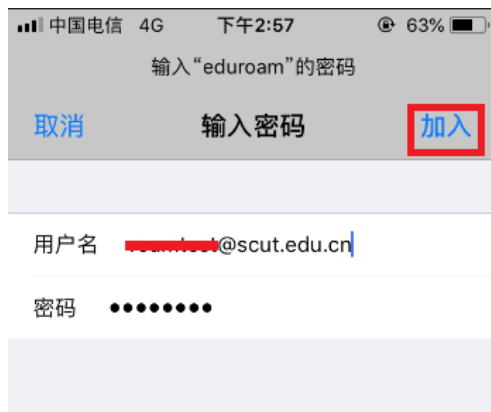 中国电信 4G 下午2:57 63%
输入“eduroam”的密码
取消 输入密码 加入
用户名 @scut.edu.cn
密码 ••••••••